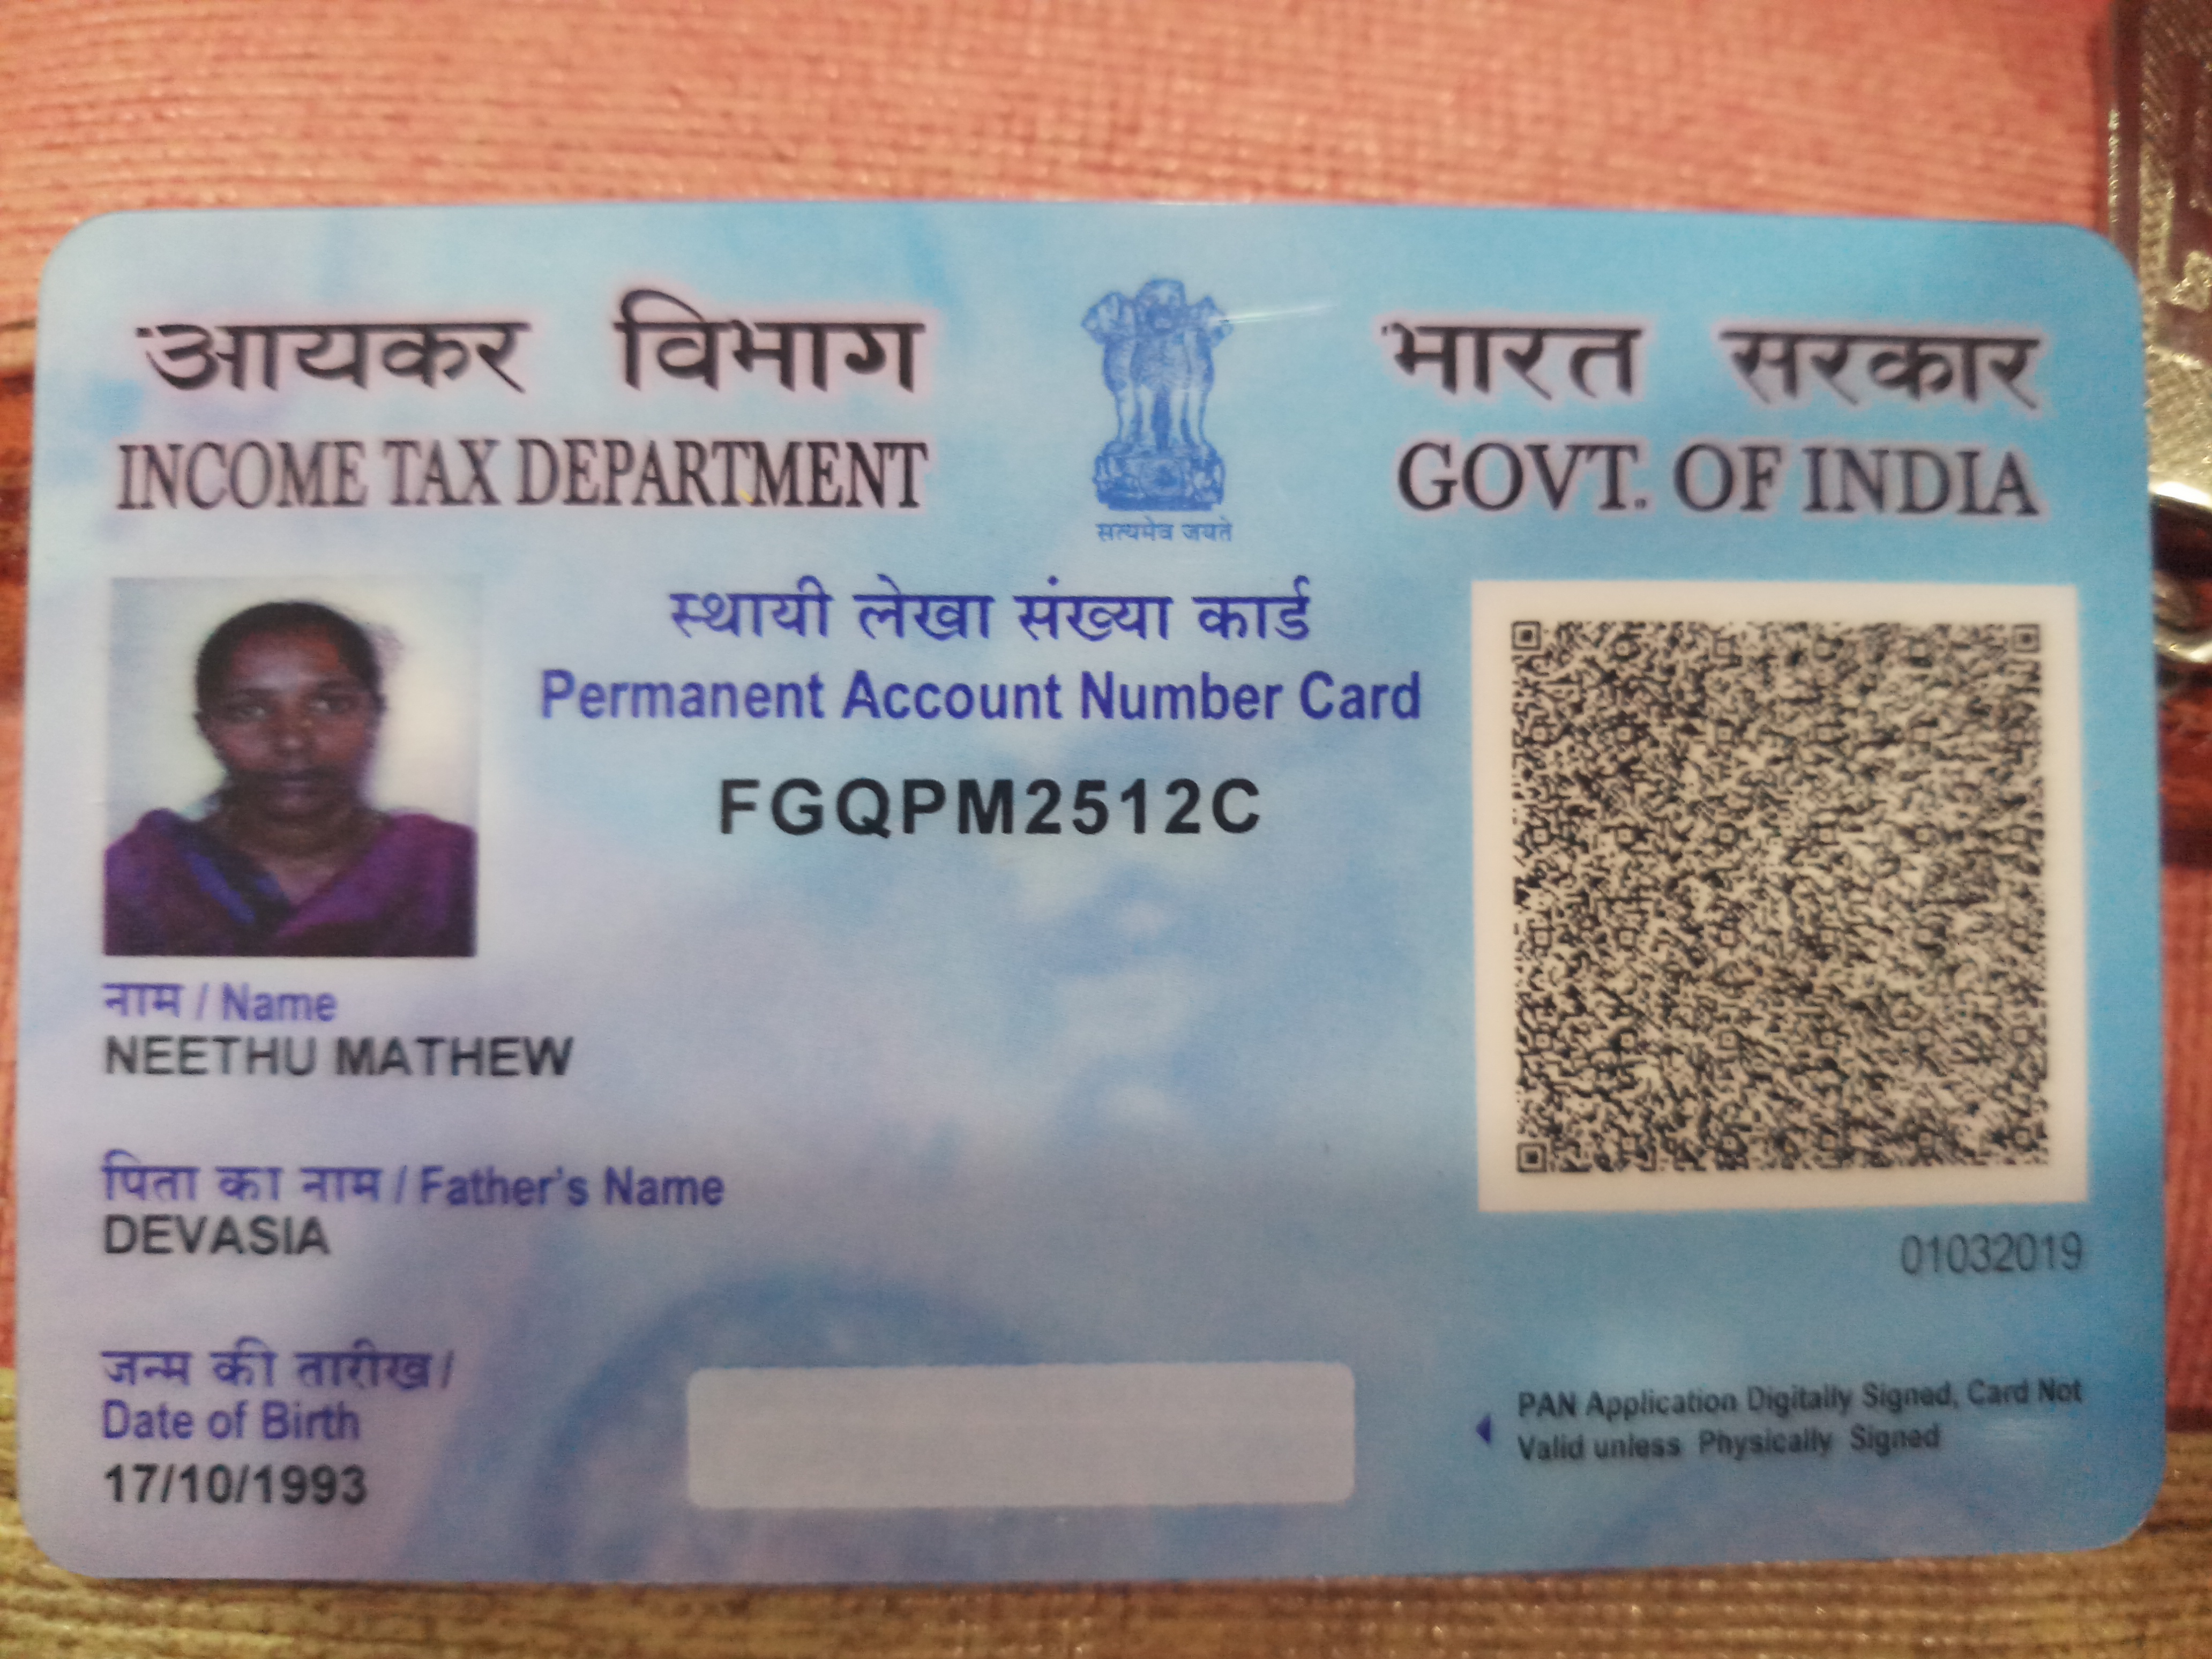 आयकर विभाग
INCOME TAX DEPARTMENT
सत्यमेव जयते
भारत सरकार
GOVT. OF INDIA
स्थायी लेखा संख्या कार्ड
Permanent Account Number Card
FGQPM2512C
नाम / Name
NEETHU MATHEW
पिता का नाम / Father's Name
DEVASIA
01032019
जन्म की तारीख /
Date of Birth
17/10/1993
PAN Application Digitally Signed, Card Not
Valid unless Physically Signed